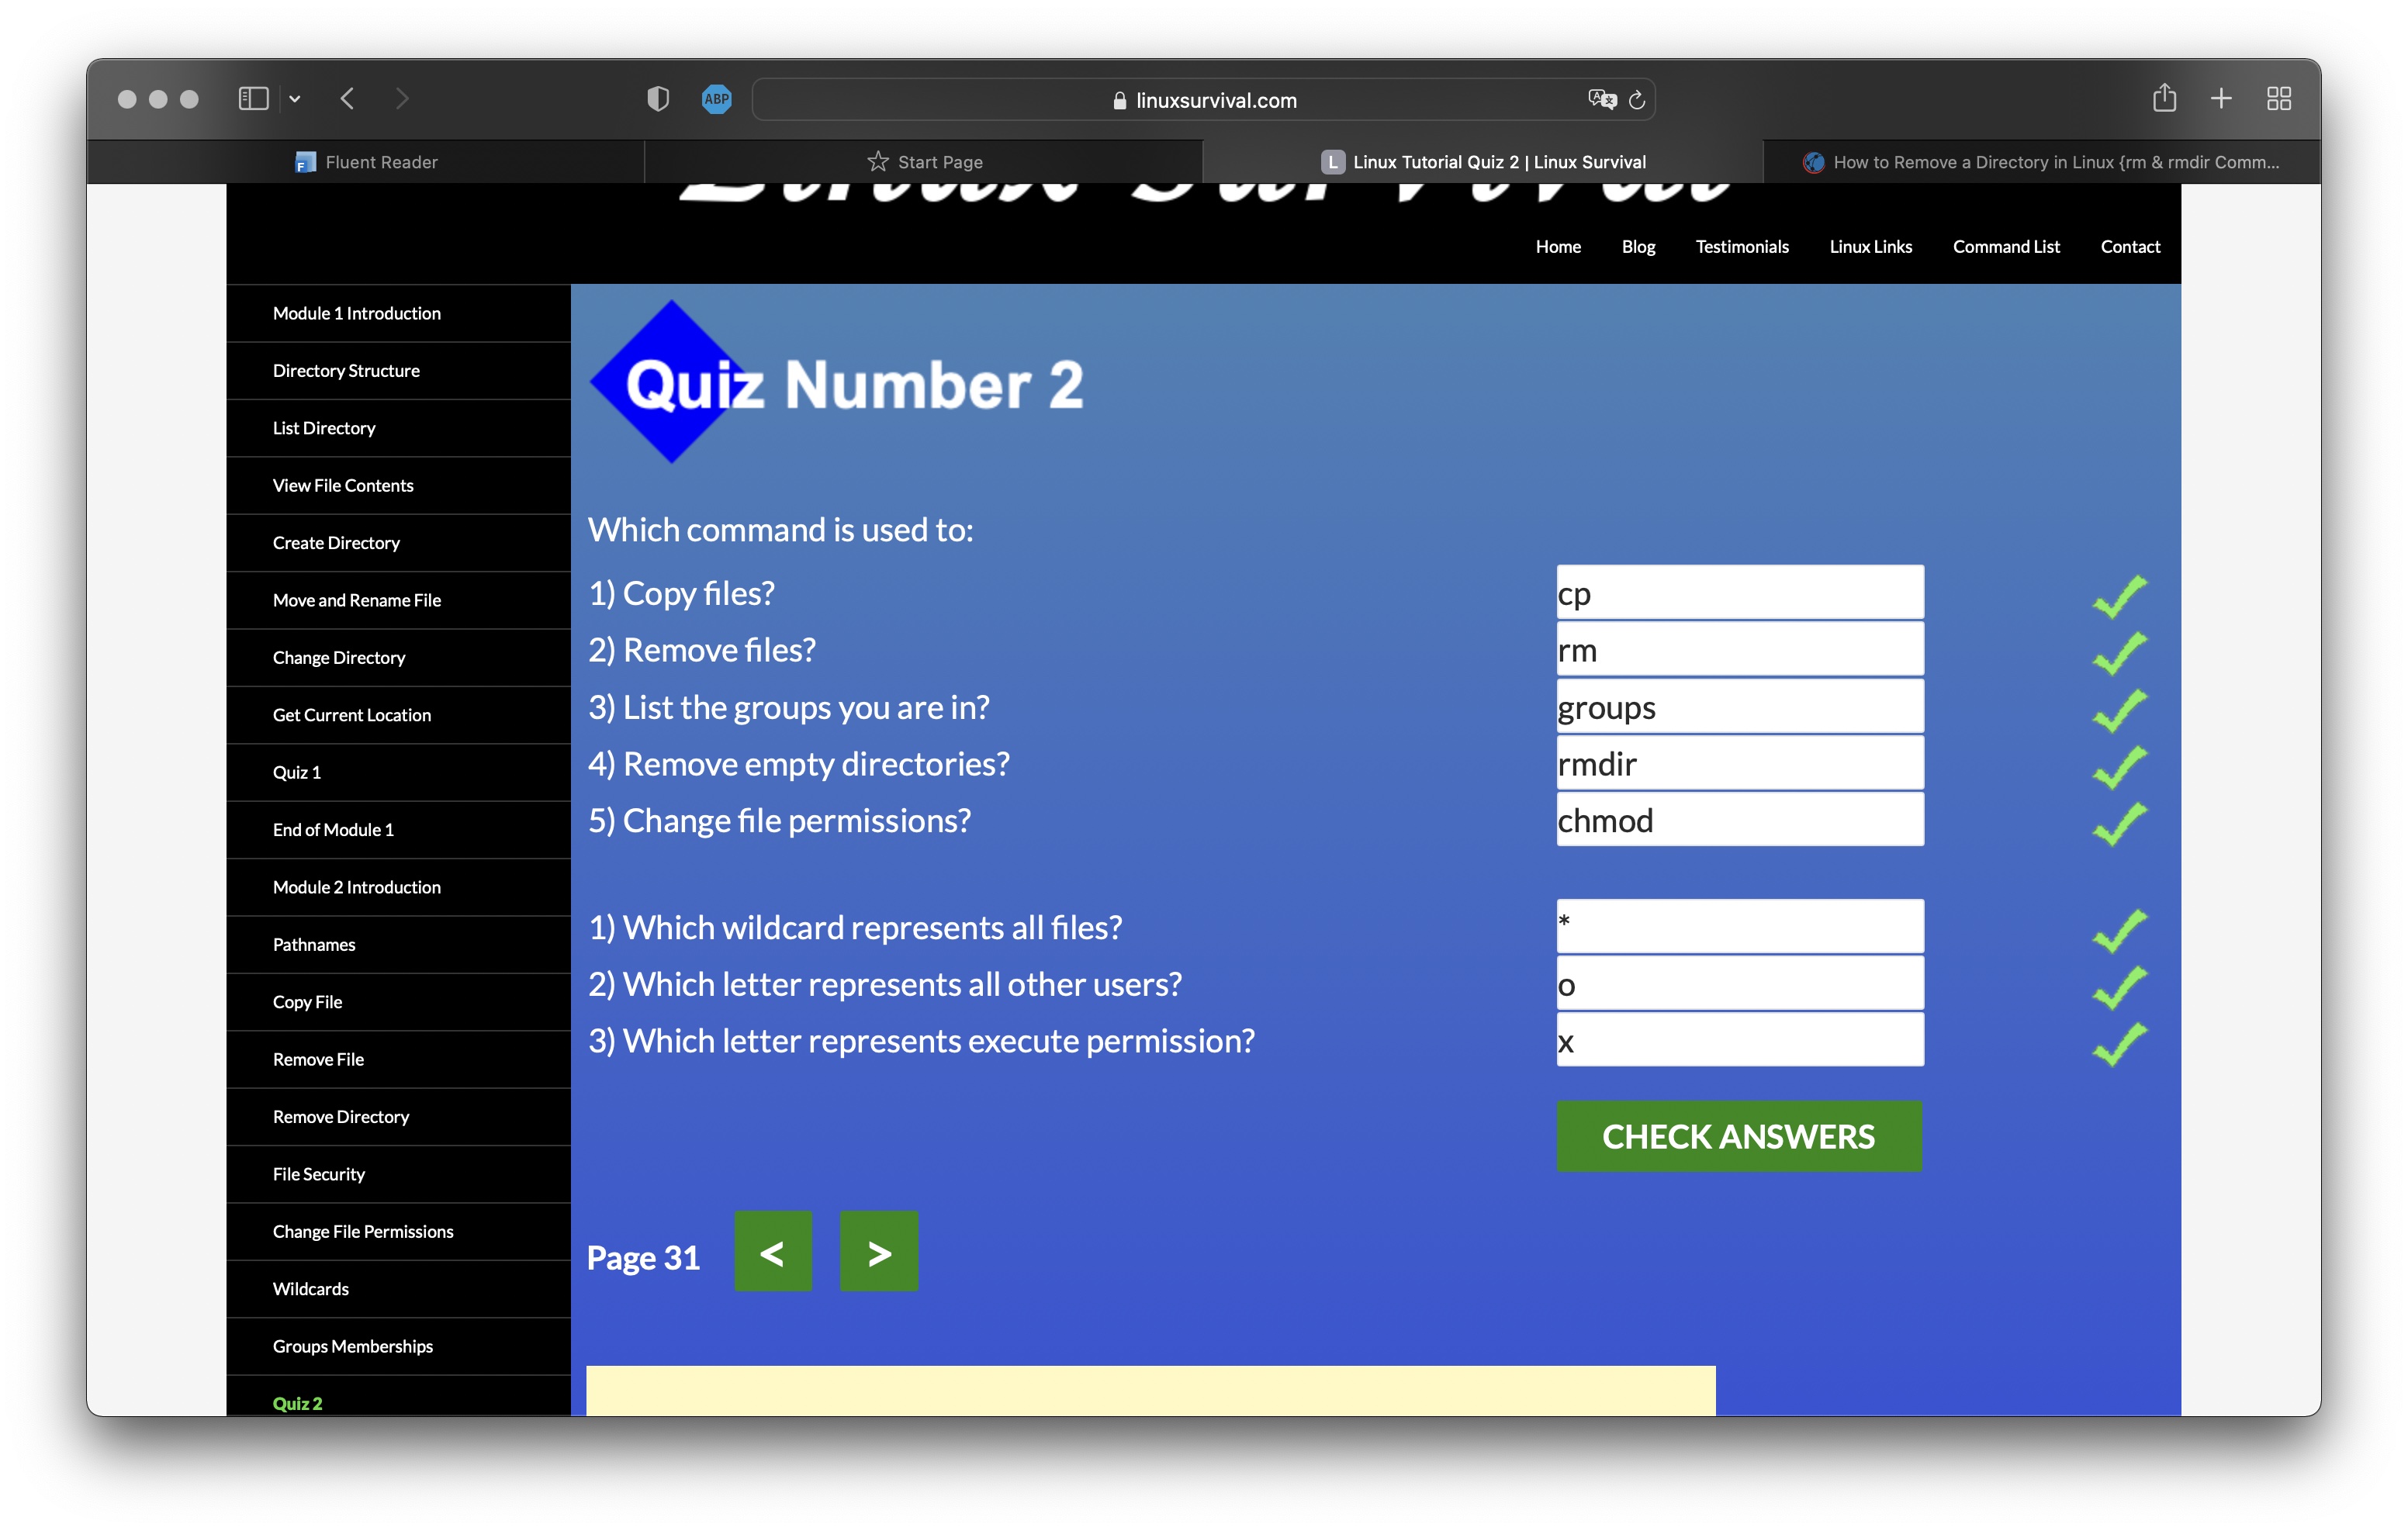 ABP
linuxsurvival.com
Fluent Reader
Start Page
L Linux Tutorial Quiz 2 | Linux Survival
How to Remove a Directory in Linux {rm & rmdir Comm...
Linux Survival
Home Blog Testimonials Linux Links Command List Contact
Module 1 Introduction
Directory Structure
List Directory
View File Contents
Create Directory
Move and Rename File
Change Directory
Get Current Location
Quiz 1
End of Module 1
Module 2 Introduction
Pathnames
Copy File
Remove File
Remove Directory
File Security
Change File Permissions
Wildcards
Groups Memberships
Quiz 2
Quiz Number 2
Which command is used to:
1) Copy files? cp
2) Remove files? rm
3) List the groups you are in? groups
4) Remove empty directories? rmdir
5) Change file permissions? chmod
1) Which wildcard represents all files? *
2) Which letter represents all other users? o
3) Which letter represents execute permission? x
CHECK ANSWERS
Page 31 < >